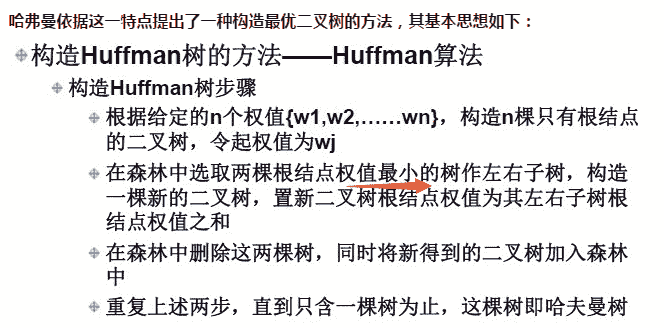 哈弗曼依据这一特点提出了一种构造最优二叉树的方法，其基本思想如下：
构造Huffman树的方法——Huffman算法
构造Huffman树步骤
根据给定的n个权值{w1,w2,……wn}，构造n棵只有根结点
的二叉树，令起权值为wj
在森林中选取两棵根结点权值最小的树作左右子树，构造
一棵新的二叉树，置新二叉树根结点权值为其左右子树根
结点权值之和
在森林中删除这两棵树，同时将新得到的二叉树加入森林
中
重复上述两步，直到只含一棵树为止，这棵树即哈夫曼树